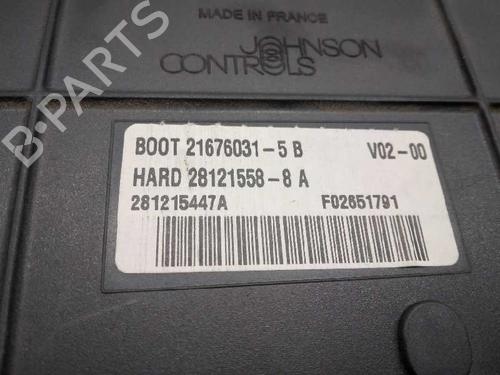 MADE IN FRANCE
JOHNSON
CONTROLS
BOOT 21676031-5 B V02-00
HARD 28121558-8 A
281215447A F02651791
B-PARTS